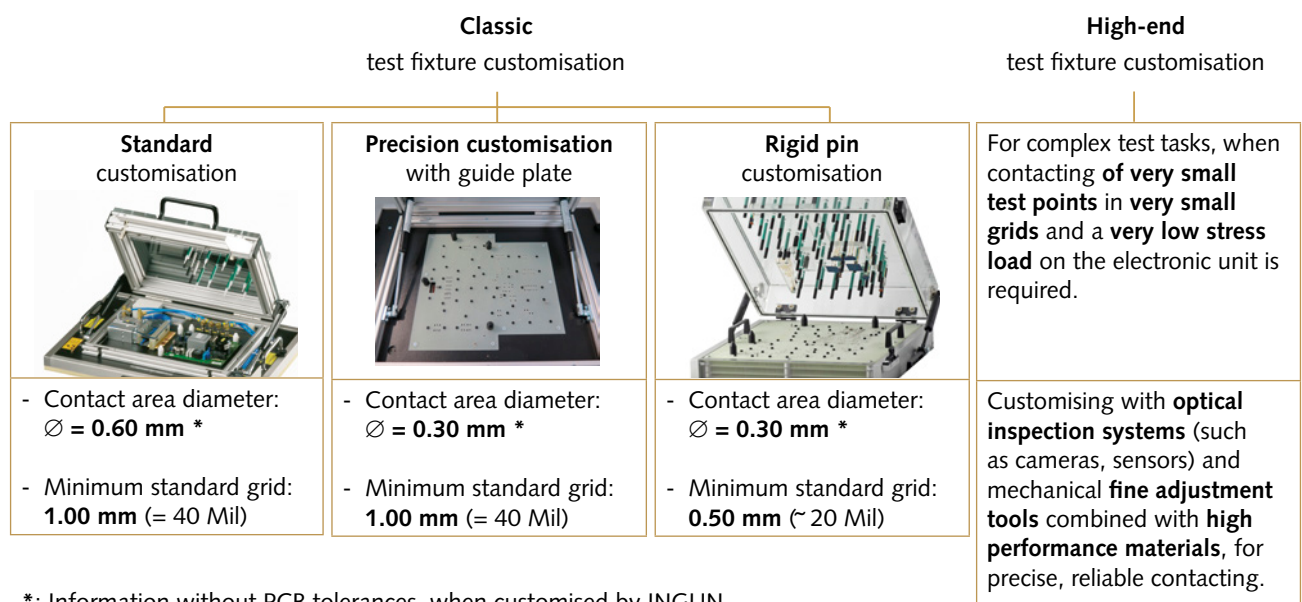 Classic
test fixture customisation
High-end
test fixture customisation
Standard
customisation
Precision customisation
with guide plate
Rigid pin
customisation
For complex test tasks, when
contacting of very small
test points in very small
grids and a very low stress
load on the electronic unit is
required.
- Contact area diameter:
∅ = 0.60 mm *
- Minimum standard grid:
1.00 mm (= 40 Mil)
- Contact area diameter:
∅ = 0.30 mm *
- Minimum standard grid:
1.00 mm (= 40 Mil)
- Contact area diameter:
∅ = 0.30 mm *
- Minimum standard grid:
0.50 mm (~ 20 Mil)
Customising with optical
inspection systems (such
as cameras, sensors) and
mechanical fine adjustment
tools combined with high
performance materials, for
precise, reliable contacting.
*: Information without PCB tolerances, when customised by INGUN